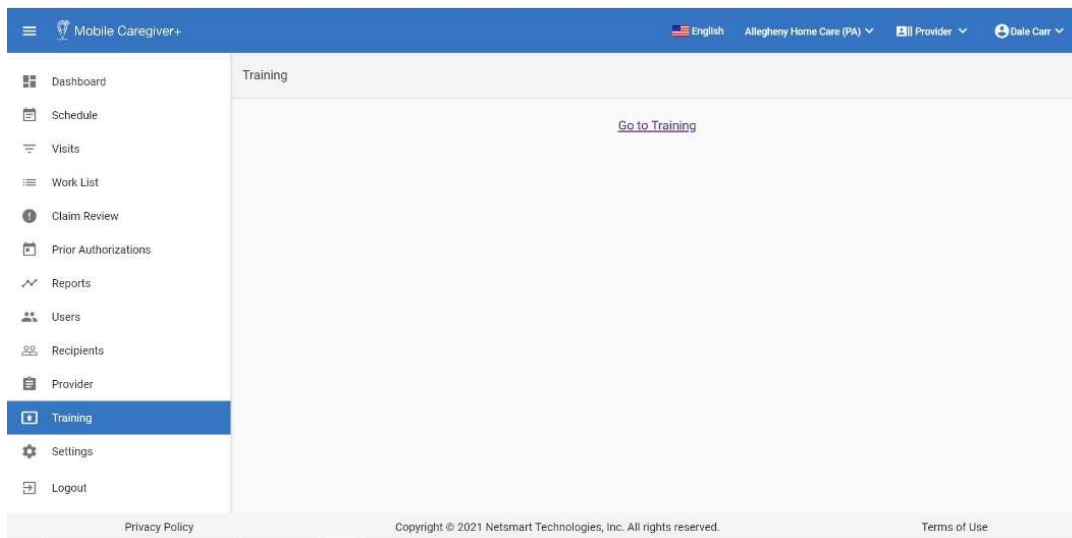 Mobile Caregiver+
English
Allegheny Home Care (PA)
Provider
Dale Carr
Dashboard
Schedule
Visits
Work List
Claim Review
Prior Authorizations
Reports
Users
Recipients
Provider
Training
Settings
Logout
Training
Go to Training
Privacy Policy
Copyright © 2021 Netsmart Technologies, Inc. All rights reserved.
Terms of Use